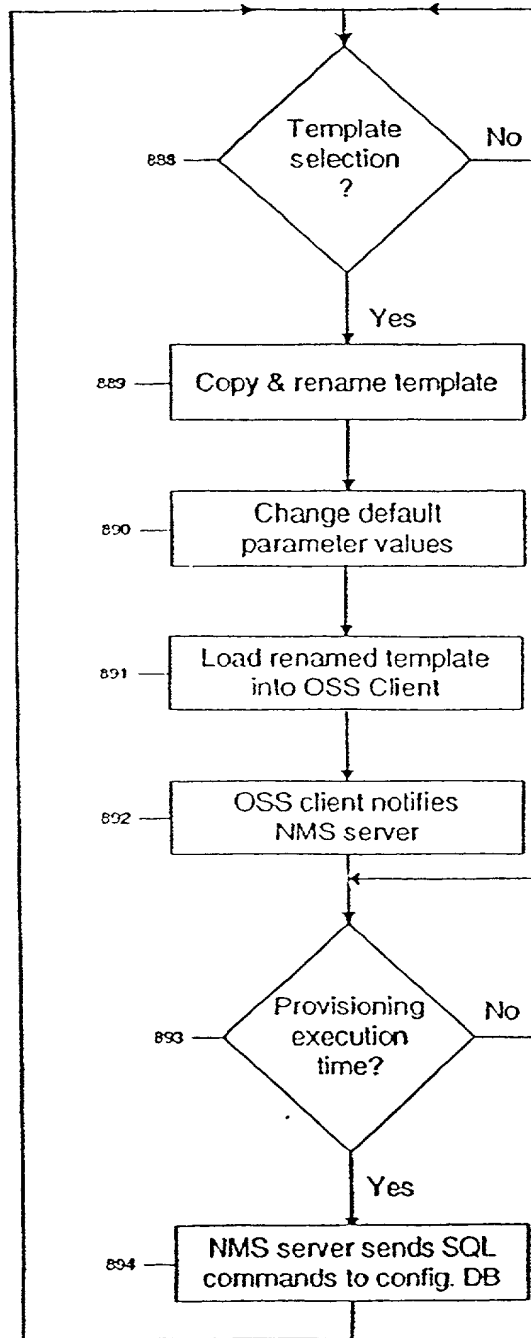 Template
selection
?
No
888
Yes
889
Copy & rename template
890
Change default
parameter values
891
Load renamed template
into OSS Client
892
OSS client notifies
NMS server
893
Provisioning
execution
time?
No
Yes
894
NMS server sends SQL
commands to config. DB